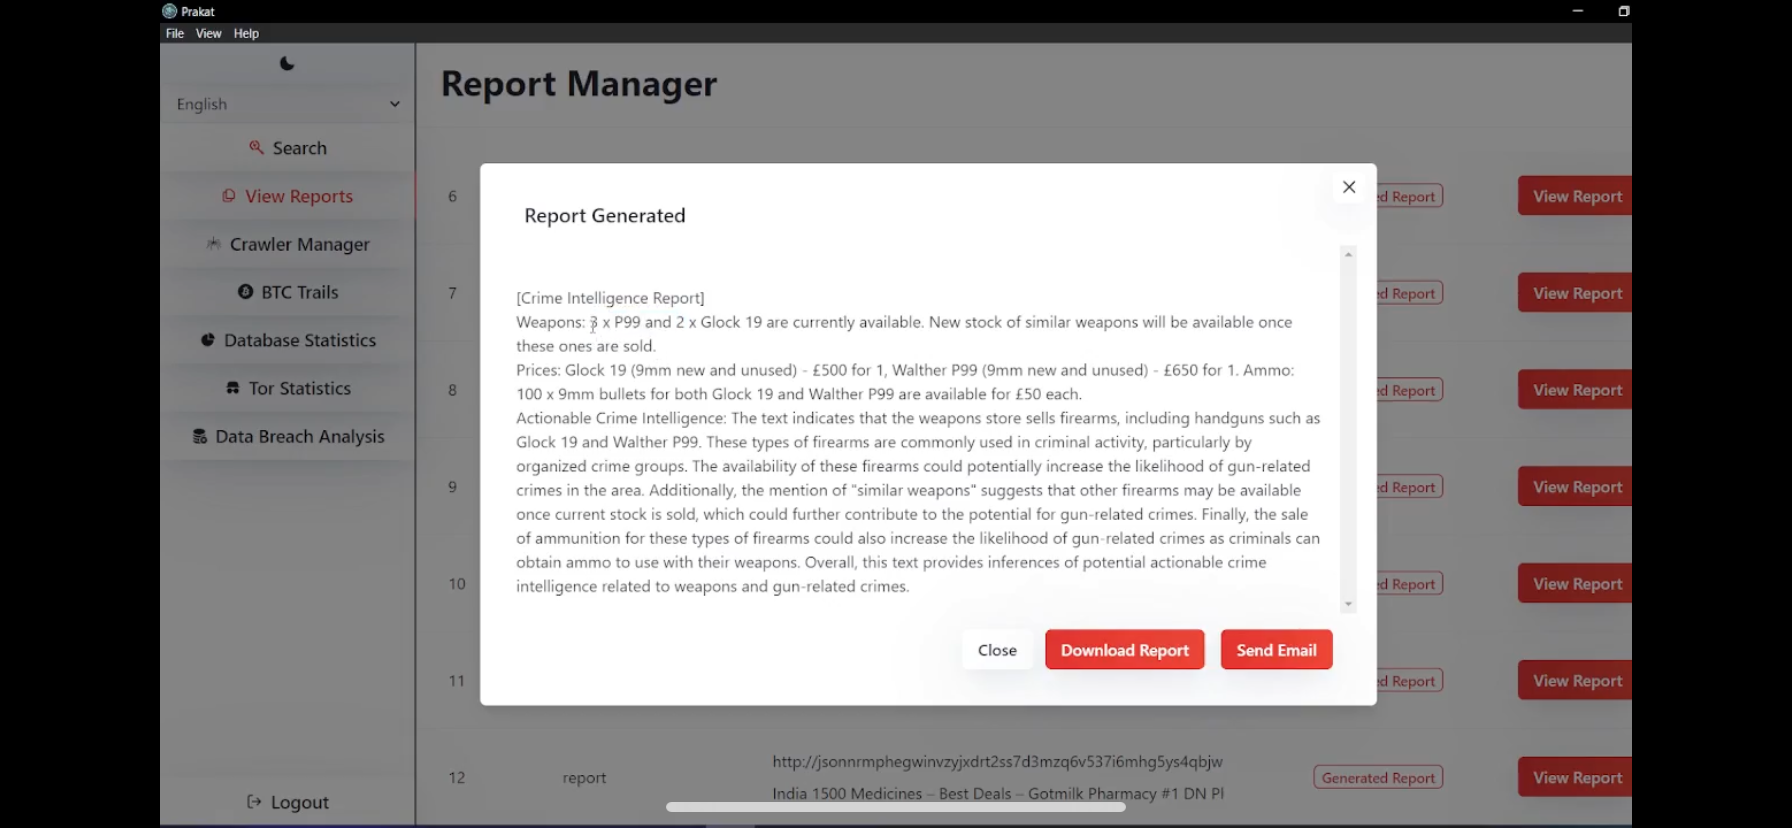 Prakat
File View Help
English
Search
View Reports
Crawler Manager
BTC Trails
Database Statistics
Tor Statistics
Data Breach Analysis
Logout
Report Manager
6
d Report
View Report
7
d Report
View Report
8
d Report
View Report
9
d Report
View Report
10
d Report
View Report
11
d Report
View Report
12
report
http://jsonnrmphegwinvzyjxdrt2ss7d3mzq6v537i6mhg5ys4qbjw
India 1500 Medicines – Best Deals – Gotmilk Pharmacy #1 DN Pl
Generated Report
View Report
Report Generated
[Crime Intelligence Report]
Weapons: 3 x P99 and 2 x Glock 19 are currently available. New stock of similar weapons will be available once
these ones are sold.
Prices: Glock 19 (9mm new and unused) - £500 for 1, Walther P99 (9mm new and unused) - £650 for 1. Ammo:
100 x 9mm bullets for both Glock 19 and Walther P99 are available for £50 each.
Actionable Crime Intelligence: The text indicates that the weapons store sells firearms, including handguns such as
Glock 19 and Walther P99. These types of firearms are commonly used in criminal activity, particularly by
organized crime groups. The availability of these firearms could potentially increase the likelihood of gun-related
crimes in the area. Additionally, the mention of "similar weapons" suggests that other firearms may be available
once current stock is sold, which could further contribute to the potential for gun-related crimes. Finally, the sale
of ammunition for these types of firearms could also increase the likelihood of gun-related crimes as criminals can
obtain ammo to use with their weapons. Overall, this text provides inferences of potential actionable crime
intelligence related to weapons and gun-related crimes.
Close
Download Report
Send Email